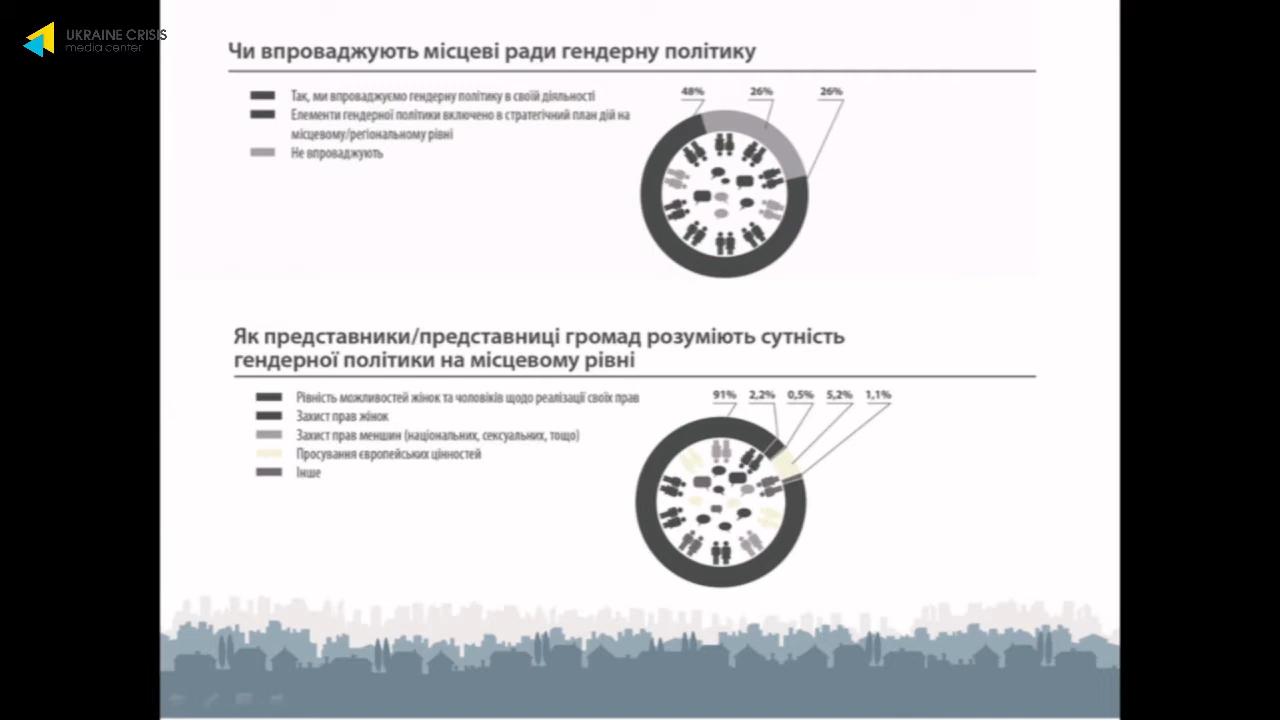 UKRAINE CRISIS
media center
Чи впроваджують місцеві ради гендерну політику
Так, ми впроваджуємо гендерну політику в своїй діяльності
Елементи гендерної політики включено в стратегічний план дій на
місцевому/регіональному рівні
Не впроваджують
48% 26% 26%
Як представники/представниці громад розуміють сутність
гендерної політики на місцевому рівні
Рівність можливостей жінок та чоловіків щодо реалізації своїх прав
Захист прав жінок
Захист прав меншин (національних, сексуальних, тощо)
Просування європейських цінностей
Інше
91% 2,2% 0,5% 5,2% 1,1%